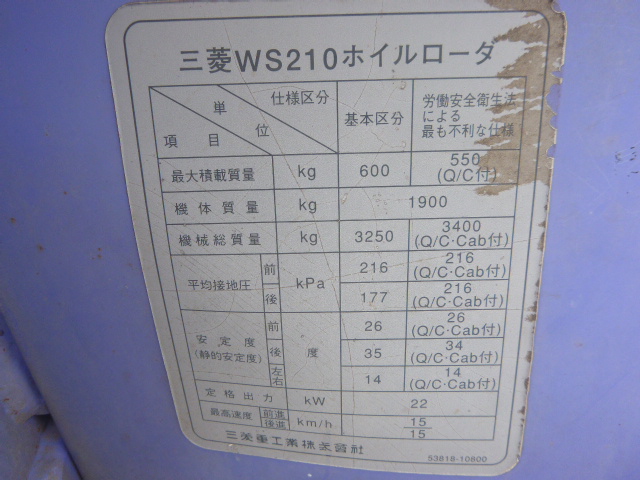 三菱WS210ホイルローダ
単位 仕様区分 項目 基本区分 労働安全衛生法による最も不利な仕様
最大積載質量 kg 600 550 (Q/C付)
機体質量 kg 1900
機械総質量 kg 3250 3400 (Q/C·Cab付)
平均接地圧 前 kPa 216 216 (Q/C·Cab付)
後 177 216 (Q/C·Cab付)
安定度 (静的安定度) 前 度 26 26 (Q/C·Cab付)
後 35 34 (Q/C·Cab付)
左右 14 14 (Q/C·Cab付)
定格出力 kW 22
最高速度 前進 km/h 15
後進 15
三菱重工業株式会社 53818-10800